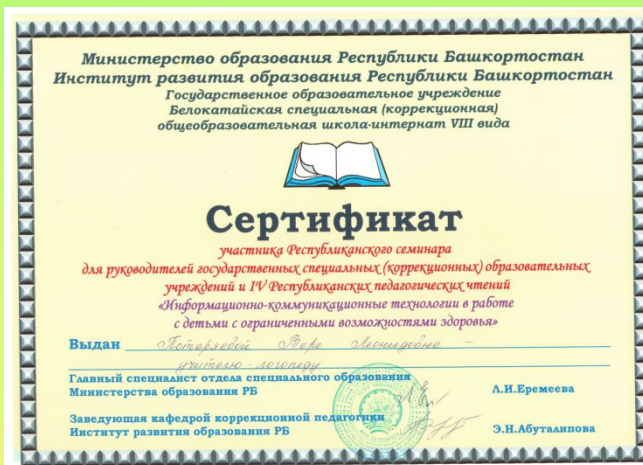 Министерство образования Республики Башкортостан
Институт развития образования Республики Башкортостан
Государственное образовательное учреждение
Белокатайская специальная (коррекционная)
общеобразовательная школа-интернат VIII вида
Сертификат
участника Республиканского семинара
для руководителей государственных специальных (коррекционных) образовательных
учреждений и IV Республиканских педагогических чтений
«Информационно-коммуникационные технологии в работе
с детьми с ограниченными возможностями здоровья»
Выдан Вере Леонидовне –
учителю-логопеду
Главный специалист отдела специального образования
Министерства образования РБ Л.И.Еремеева
Заведующая кафедрой коррекционной педагогики
Институт развития образования РБ Э.Н.Абуталипова